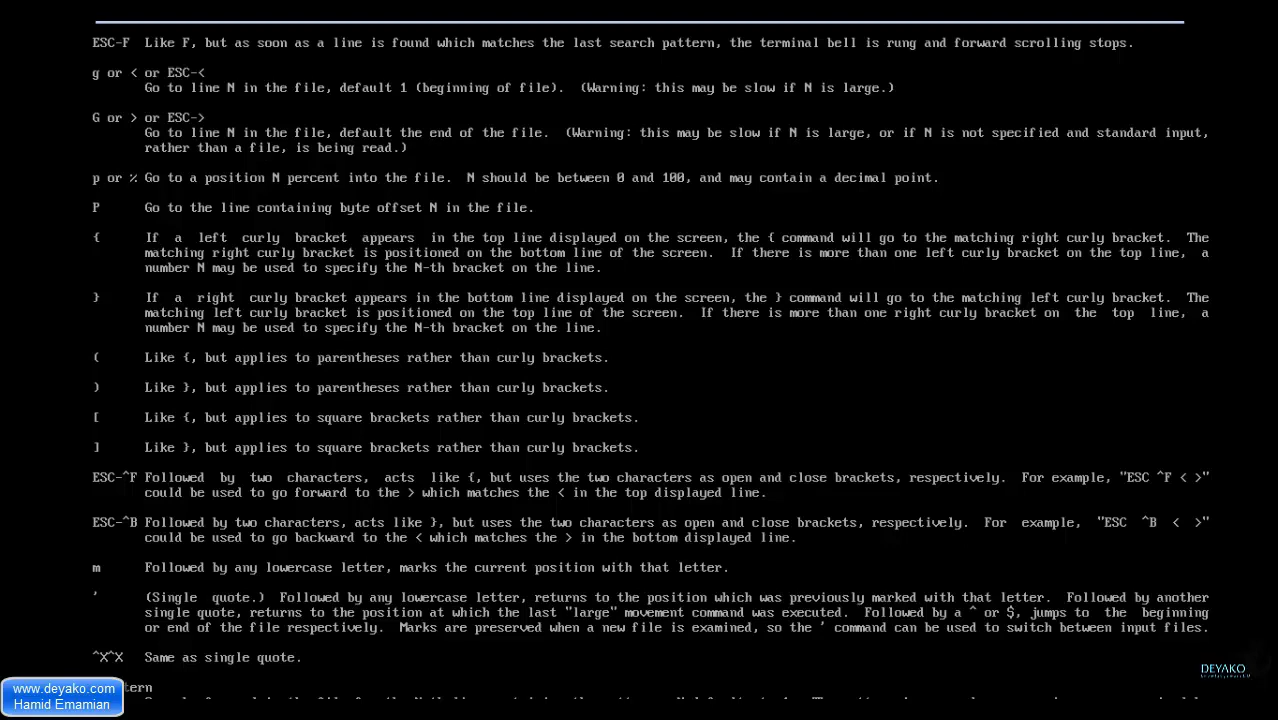 ESC-F  Like F, but as soon as a line is found which matches the last search pattern, the terminal bell is rung and forward scrolling stops.
g or < or ESC-<
Go to line N in the file, default 1 (beginning of file).  (Warning: this may be slow if N is large.)
G or > or ESC->
Go to line N in the file, default the end of the file.  (Warning: this may be slow if N is large, or if N is not specified and standard input,
rather than a file, is being read.)
p or % Go to a position N percent into the file.  N should be between 0 and 100, and may contain a decimal point.
P      Go to the line containing byte offset N in the file.
{      If  a  left  curly  bracket  appears  in the top line displayed on the screen, the { command will go to the matching right curly bracket.  The
matching right curly bracket is positioned on the bottom line of the screen.  If there is more than one left curly bracket on the top line,  a
number N may be used to specify the N-th bracket on the line.
}      If  a  right  curly bracket appears in the bottom line displayed on the screen, the } command will go to the matching left curly bracket.  The
matching left curly bracket is positioned on the top line of the screen.  If there is more than one right curly bracket on  the  top  line,  a
number N may be used to specify the N-th bracket on the line.
(      Like {, but applies to parentheses rather than curly brackets.
)      Like }, but applies to parentheses rather than curly brackets.
[      Like {, but applies to square brackets rather than curly brackets.
]      Like }, but applies to square brackets rather than curly brackets.
ESC-^F Followed  by  two  characters,  acts  like {, but uses the two characters as open and close brackets, respectively.  For example, "ESC ^F < >"
could be used to go forward to the > which matches the < in the top displayed line.
ESC-^B Followed by two characters, acts like }, but uses the two characters as open and close brackets, respectively.  For  example,  "ESC  ^B  <  >"
could be used to go backward to the < which matches the > in the bottom displayed line.
m      Followed by any lowercase letter, marks the current position with that letter.
'      (Single  quote.)  Followed by any lowercase letter, returns to the position which was previously marked with that letter.  Followed by another
single quote, returns to the position at which the last "large" movement command was executed.  Followed by a ^ or $, jumps to  the  beginning
or end of the file respectively.  Marks are preserved when a new file is examined, so the ' command can be used to switch between input files.
^X^X   Same as single quote.
tern
www.deyako.com
Hamid Emamian
DEYAKO